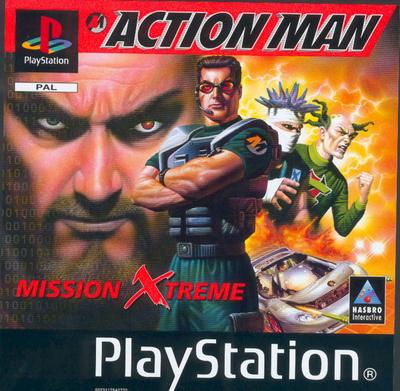 PlayStation
PAL
ACTION MAN
MISSION XTREME
HASBRO
Interactive
PlayStation®